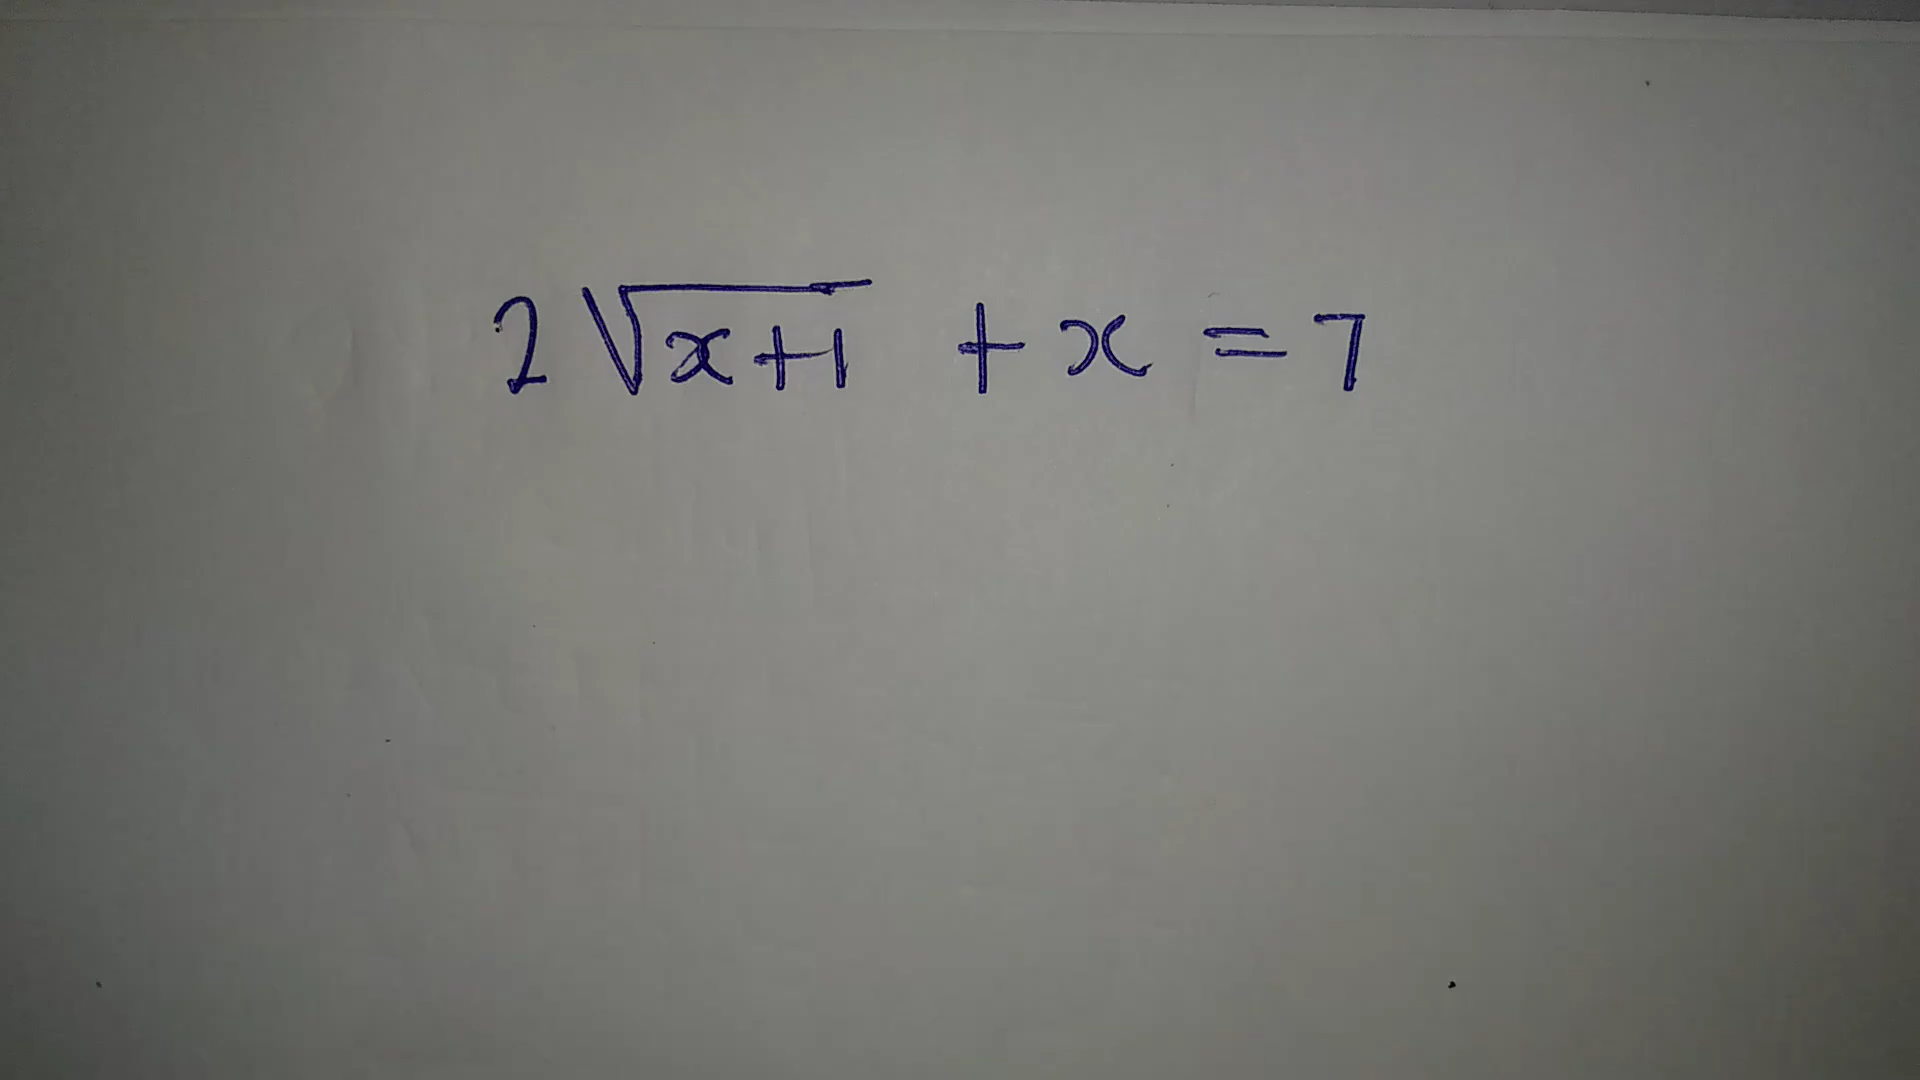 2√(x+1) + x = 7